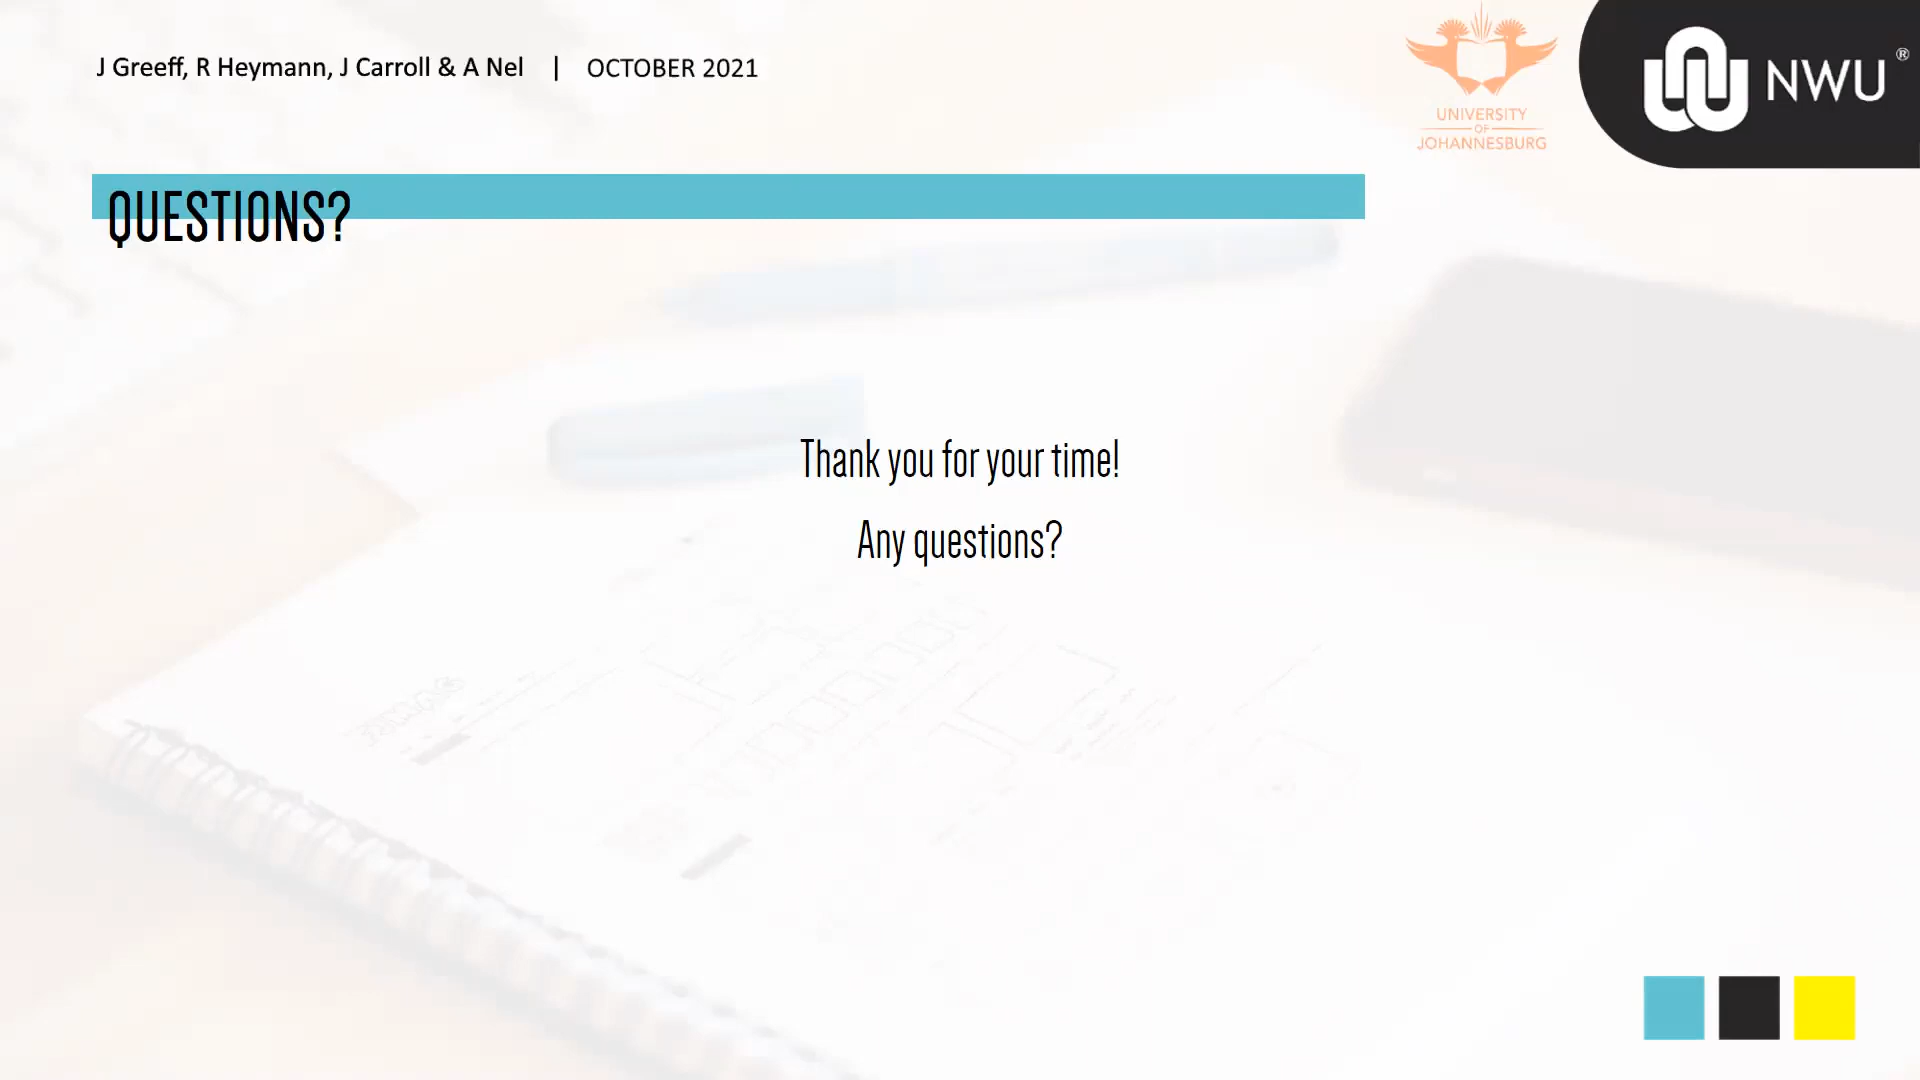 J Greeff, R Heymann, J Carroll & A Nel | OCTOBER 2021
UNIVERSITY
OF
JOHANNESBURG
NWU®
QUESTIONS?
Thank you for your time!
Any questions?